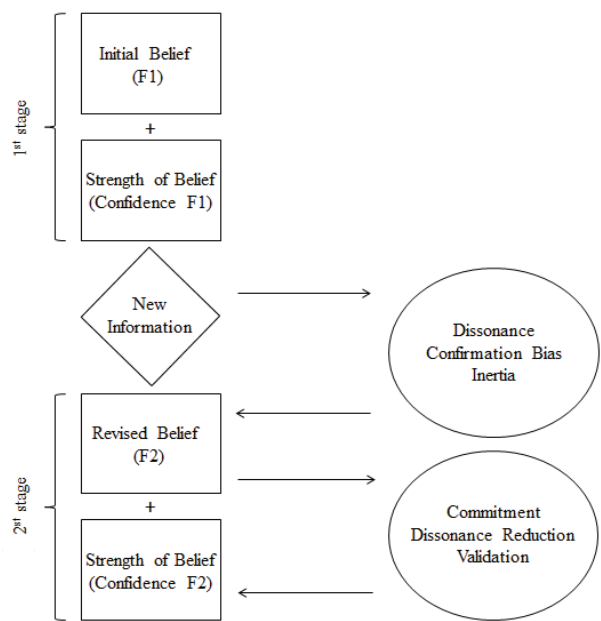 1st stage
Initial Belief
(F1)
+
Strength of Belief
(Confidence F1)
New
Information
Dissonance
Confirmation Bias
Inertia
2nd stage
Revised Belief
(F2)
+
Strength of Belief
(Confidence F2)
Commitment
Dissonance Reduction
Validation